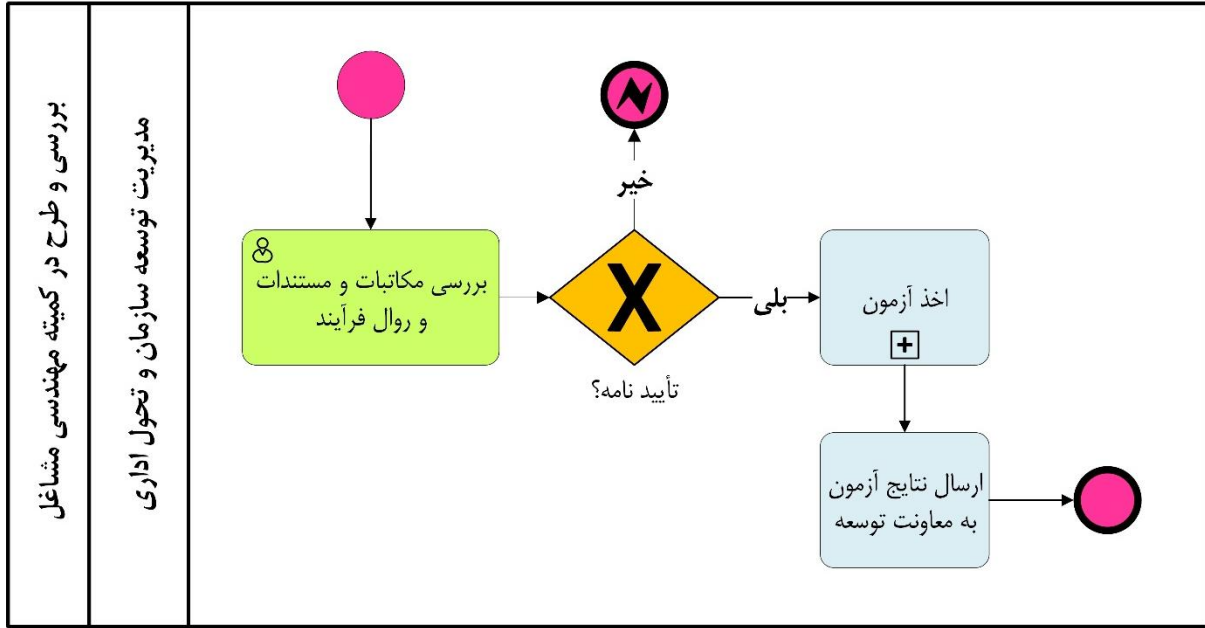 بررسی و طرح در کمیته مهندسی مشاغل
مدیریت توسعه سازمان و تحول اداری
بررسی مکاتبات و مستندات
و روال فرآیند
تأیید نامه؟
خیر
بلی
اخذ آزمون
ارسال نتایج آزمون
به معاونت توسعه